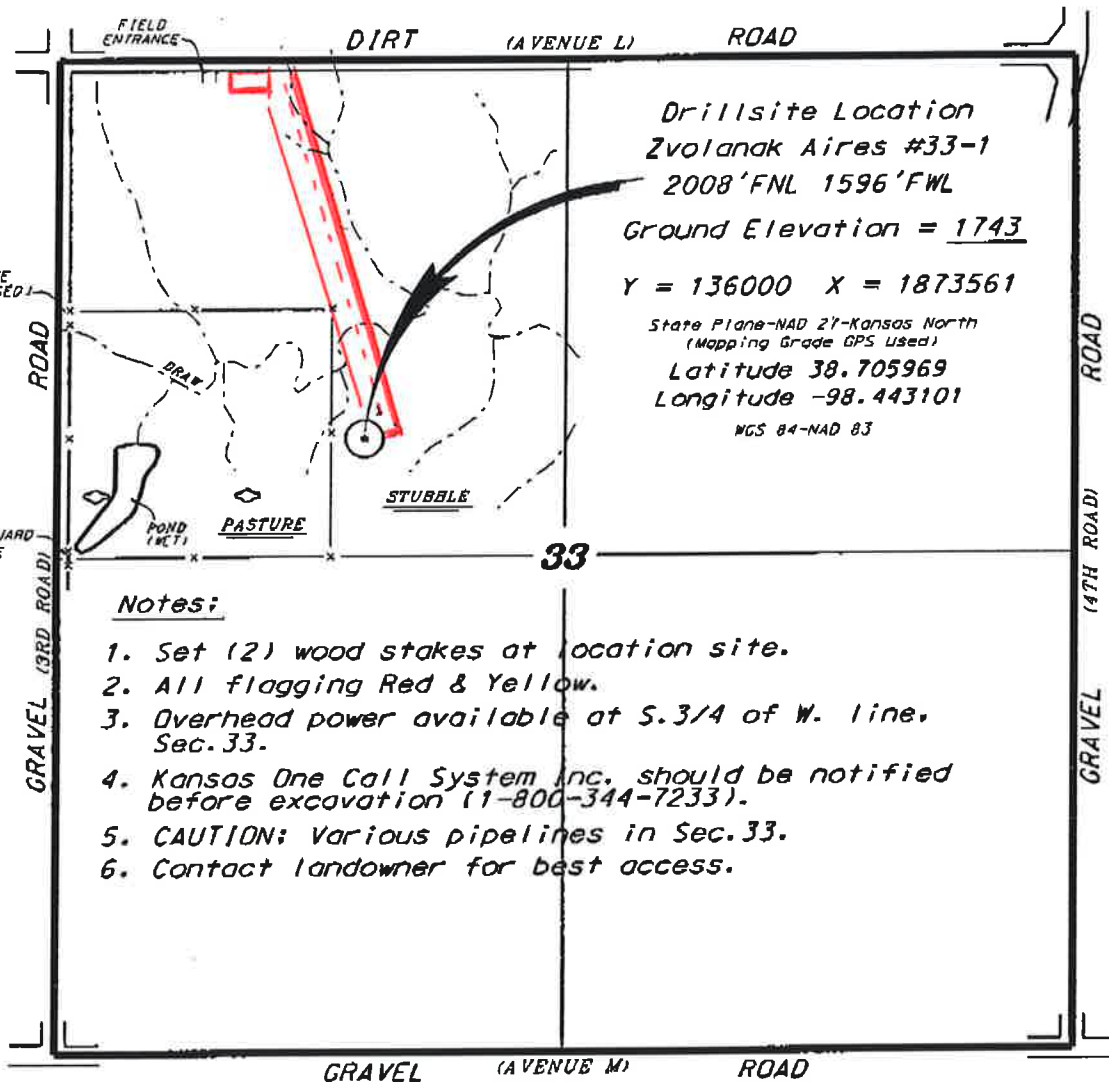 FIELD
ENTRANCE
DIRT (AVENUE L) ROAD
Drillsite Location
Zvolanak Aires #33-1
2008'FNL 1596'FWL
Ground Elevation = 1743
Y = 136000 X = 1873561
State Plane-NAD 27-Kansas North
(Mapping Grade GPS Used)
Latitude 38.705969
Longitude -98.443101
WGS 84-NAD 83
ROAD
DRAW
POND
(WET)
PASTURE
STUBBLE
33
GRAVEL (3RD ROAD)
ROAD
(4TH ROAD)
GRAVEL
Notes:
1. Set (2) wood stakes at location site.
2. All flagging Red & Yellow.
3. Overhead power available at S.3/4 of W. line,
Sec.33.
4. Kansas One Call System Inc. should be notified
before excavation (1-800-344-7233).
5. CAUTION: Various pipelines in Sec.33.
6. Contact landowner for best access.
GRAVEL (AVENUE M) ROAD